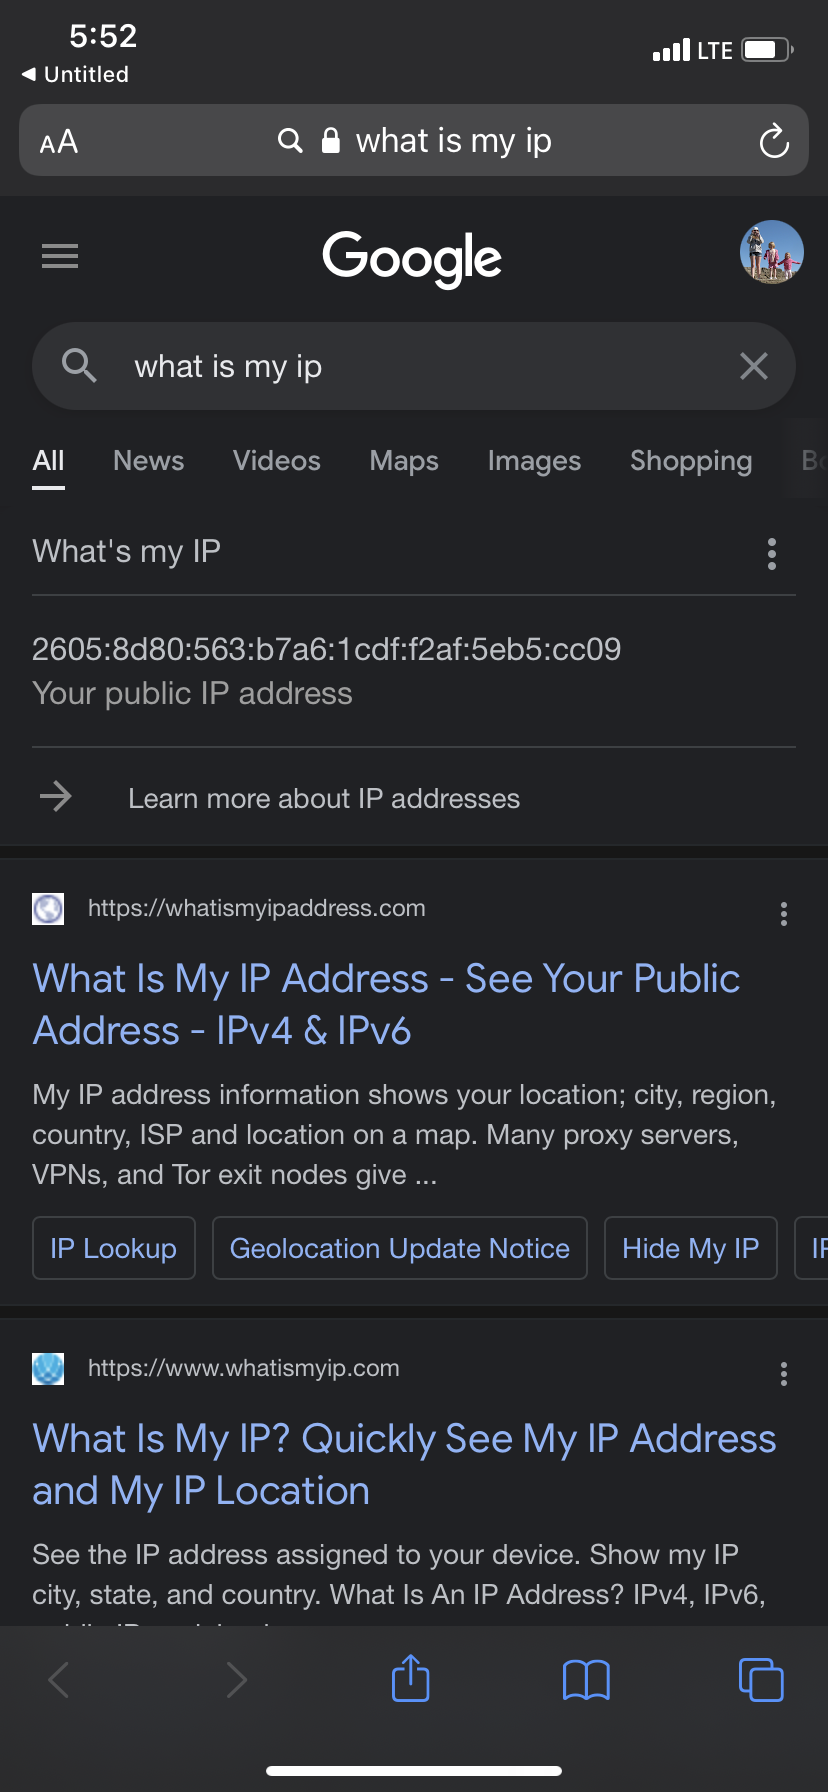 5:52
LTE
◀ Untitled
AA what is my ip
Google
what is my ip
All News Videos Maps Images Shopping
What's my IP
2605:8d80:563:b7a6:1cdf:f2af:5eb5:cc09
Your public IP address
Learn more about IP addresses
https://whatismyipaddress.com
What Is My IP Address - See Your Public
Address - IPv4 & IPv6
My IP address information shows your location; city, region,
country, ISP and location on a map. Many proxy servers,
VPNs, and Tor exit nodes give ...
IP Lookup Geolocation Update Notice Hide My IP
https://www.whatismyip.com
What Is My IP? Quickly See My IP Address
and My IP Location
See the IP address assigned to your device. Show my IP
city, state, and country. What Is An IP Address? IPv4, IPv6,